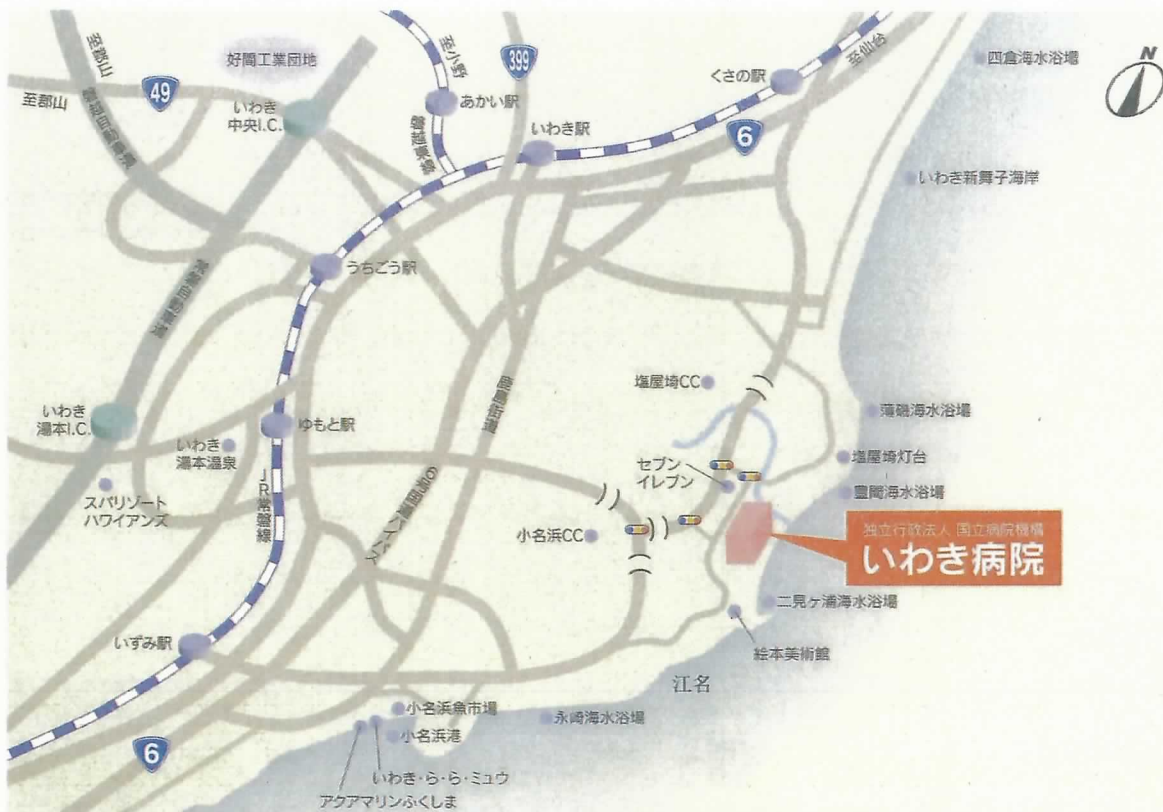 至郡山
好間工業団地
至小野
399
至仙台
四倉海水浴場
N
至郡山
49
いわき
中央I.C.
あかい駅
くさの駅
いわき駅
6
磐越東線
いわき新舞子海岸
うちごう駅
鹿島街道
塩屋埼CC
薄磯海水浴場
いわき
湯本I.C.
ゆもと駅
いわき
湯本温泉
セブン
イレブン
塩屋埼灯台
豊間海水浴場
スパリゾート
ハワイアンズ
JR常磐線
小名浜CC
独立行政法人 国立病院機構
いわき病院
二見ヶ浦海水浴場
いずみ駅
絵本美術館
江名
小名浜魚市場
永崎海水浴場
小名浜港
6
いわき・ら・ら・ミュウ
アクアマリンふくしま